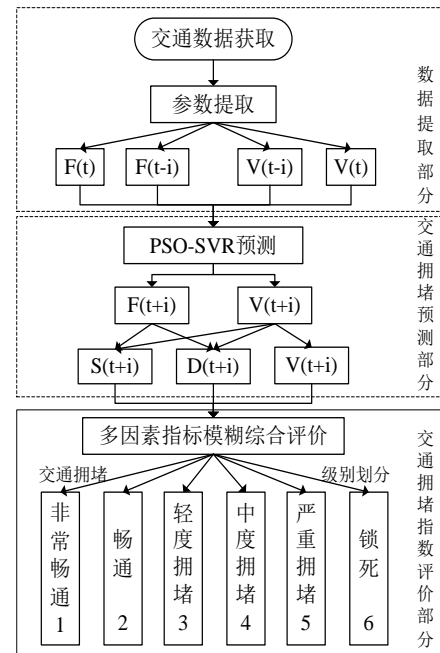 交通数据获取
参数提取
F(t)
F(t-i)
V(t-i)
V(t)
数据提取部分
PSO-SVR预测
F(t+i)
V(t+i)
S(t+i)
D(t+i)
V(t+i)
交通拥堵预测部分
多因素指标模糊综合评价
交通拥堵
级别划分
非常畅通1
畅通2
轻度拥堵3
中度拥堵4
严重拥堵5
锁死6
交通拥堵指数评价部分